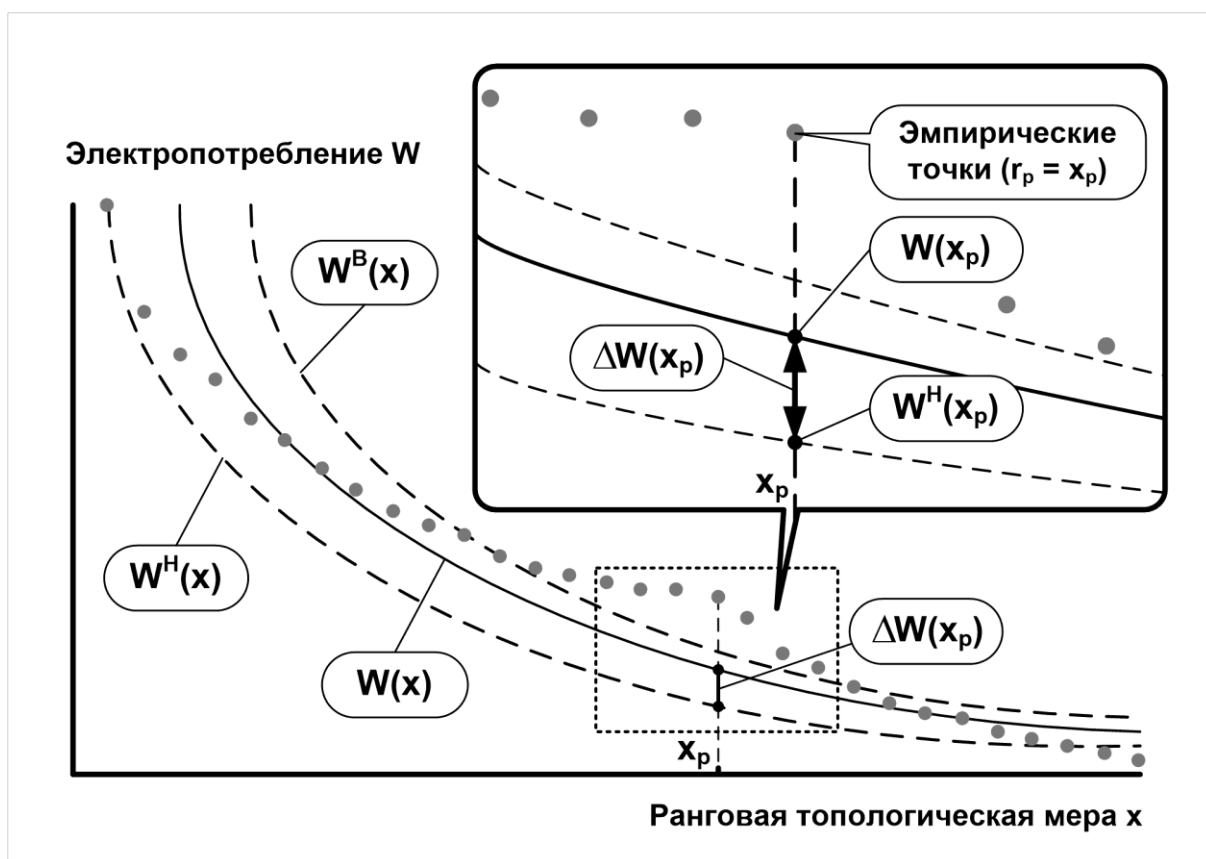 Электропотребление W
Эмпирические
точки (rₚ = xₚ)
W(xₚ)
Wᴮ(x)
ΔW(xₚ)
Wᴴ(xₚ)
xₚ
Wᴴ(x)
ΔW(xₚ)
W(x)
xₚ
Ранговая топологическая мера x